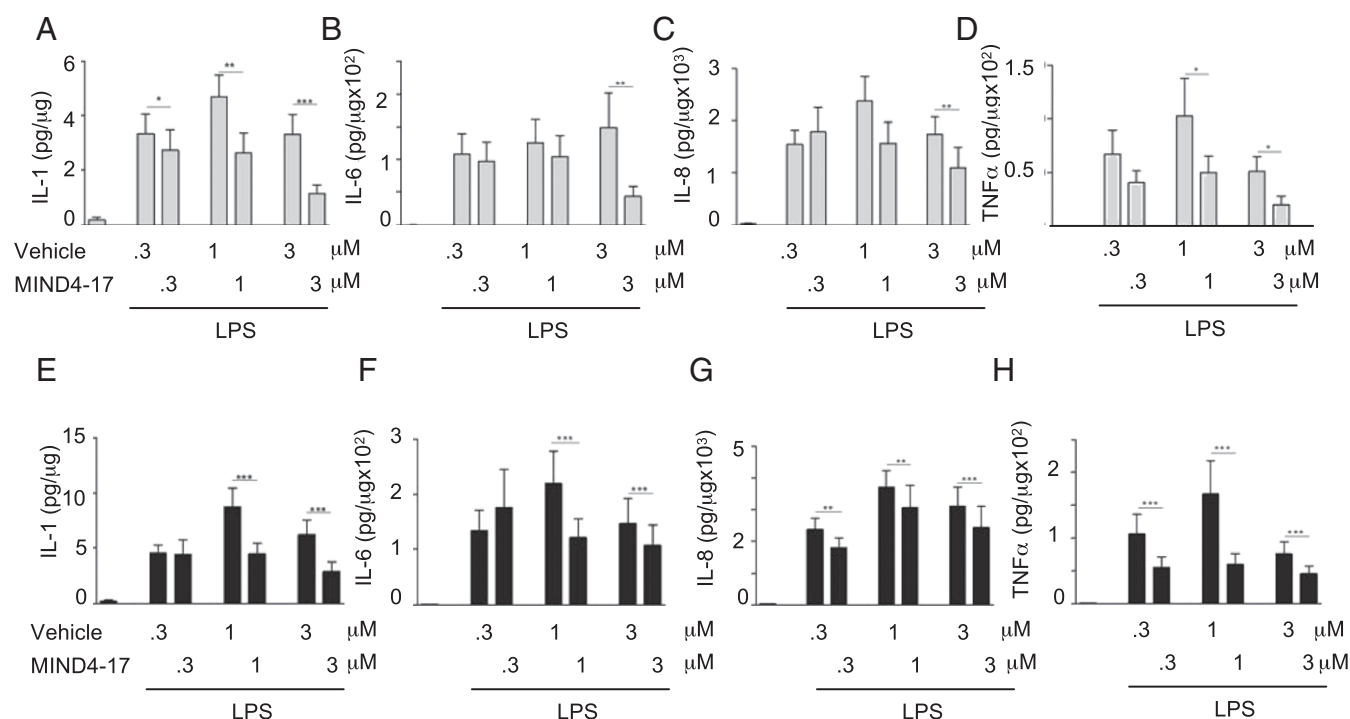 A
B
C
D
IL-1 (pg/μg)
6
4
2
0
* ** ***
IL-6 (pg/μgx10²)
2
1
0
**
IL-8 (pg/μgx10³)
3
2
1
0
**
TNFα (pg/μgx10²)
1.5
0.5
* *
Vehicle .3 1 3 μM .3 1 3 μM .3 1 3 μM .3 1 3 μM
MIND4-17 .3 1 3 μM .3 1 3 μM .3 1 3 μM .3 1 3 μM
LPS LPS LPS LPS
E
F
G
H
IL-1 (pg/μg)
15
10
5
0
*** ***
IL-6 (pg/μgx10²)
3
2
1
0
*** ***
IL-8 (pg/μgx10³)
5
2
0
** ** ***
TNFα (pg/μgx10²)
2
1
0
*** *** ***
Vehicle .3 1 3 μM .3 1 3 μM .3 1 3 μM .3 1 3 μM
MIND4-17 .3 1 3 μM .3 1 3 μM .3 1 3 μM .3 1 3 μM
LPS LPS LPS LPS